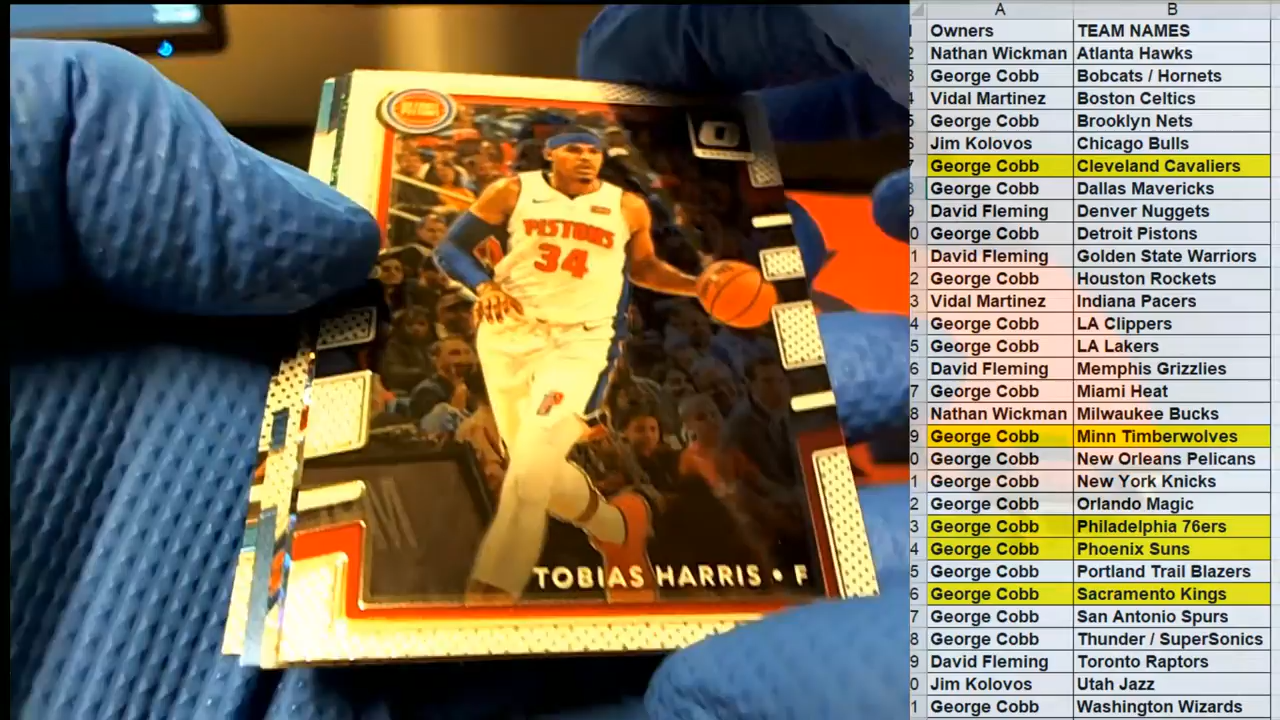 PISTONS
34
TOBIAS HARRIS • F
A B
Owners TEAM NAMES
Nathan Wickman Atlanta Hawks
George Cobb Bobcats / Hornets
Vidal Martinez Boston Celtics
George Cobb Brooklyn Nets
Jim Kolovos Chicago Bulls
George Cobb Cleveland Cavaliers
George Cobb Dallas Mavericks
David Fleming Denver Nuggets
George Cobb Detroit Pistons
David Fleming Golden State Warriors
George Cobb Houston Rockets
Vidal Martinez Indiana Pacers
George Cobb LA Clippers
George Cobb LA Lakers
David Fleming Memphis Grizzlies
George Cobb Miami Heat
Nathan Wickman Milwaukee Bucks
George Cobb Minn Timberwolves
George Cobb New Orleans Pelicans
George Cobb New York Knicks
George Cobb Orlando Magic
George Cobb Philadelphia 76ers
George Cobb Phoenix Suns
George Cobb Portland Trail Blazers
George Cobb Sacramento Kings
George Cobb San Antonio Spurs
George Cobb Thunder / SuperSonics
David Fleming Toronto Raptors
Jim Kolovos Utah Jazz
George Cobb Washington Wizards